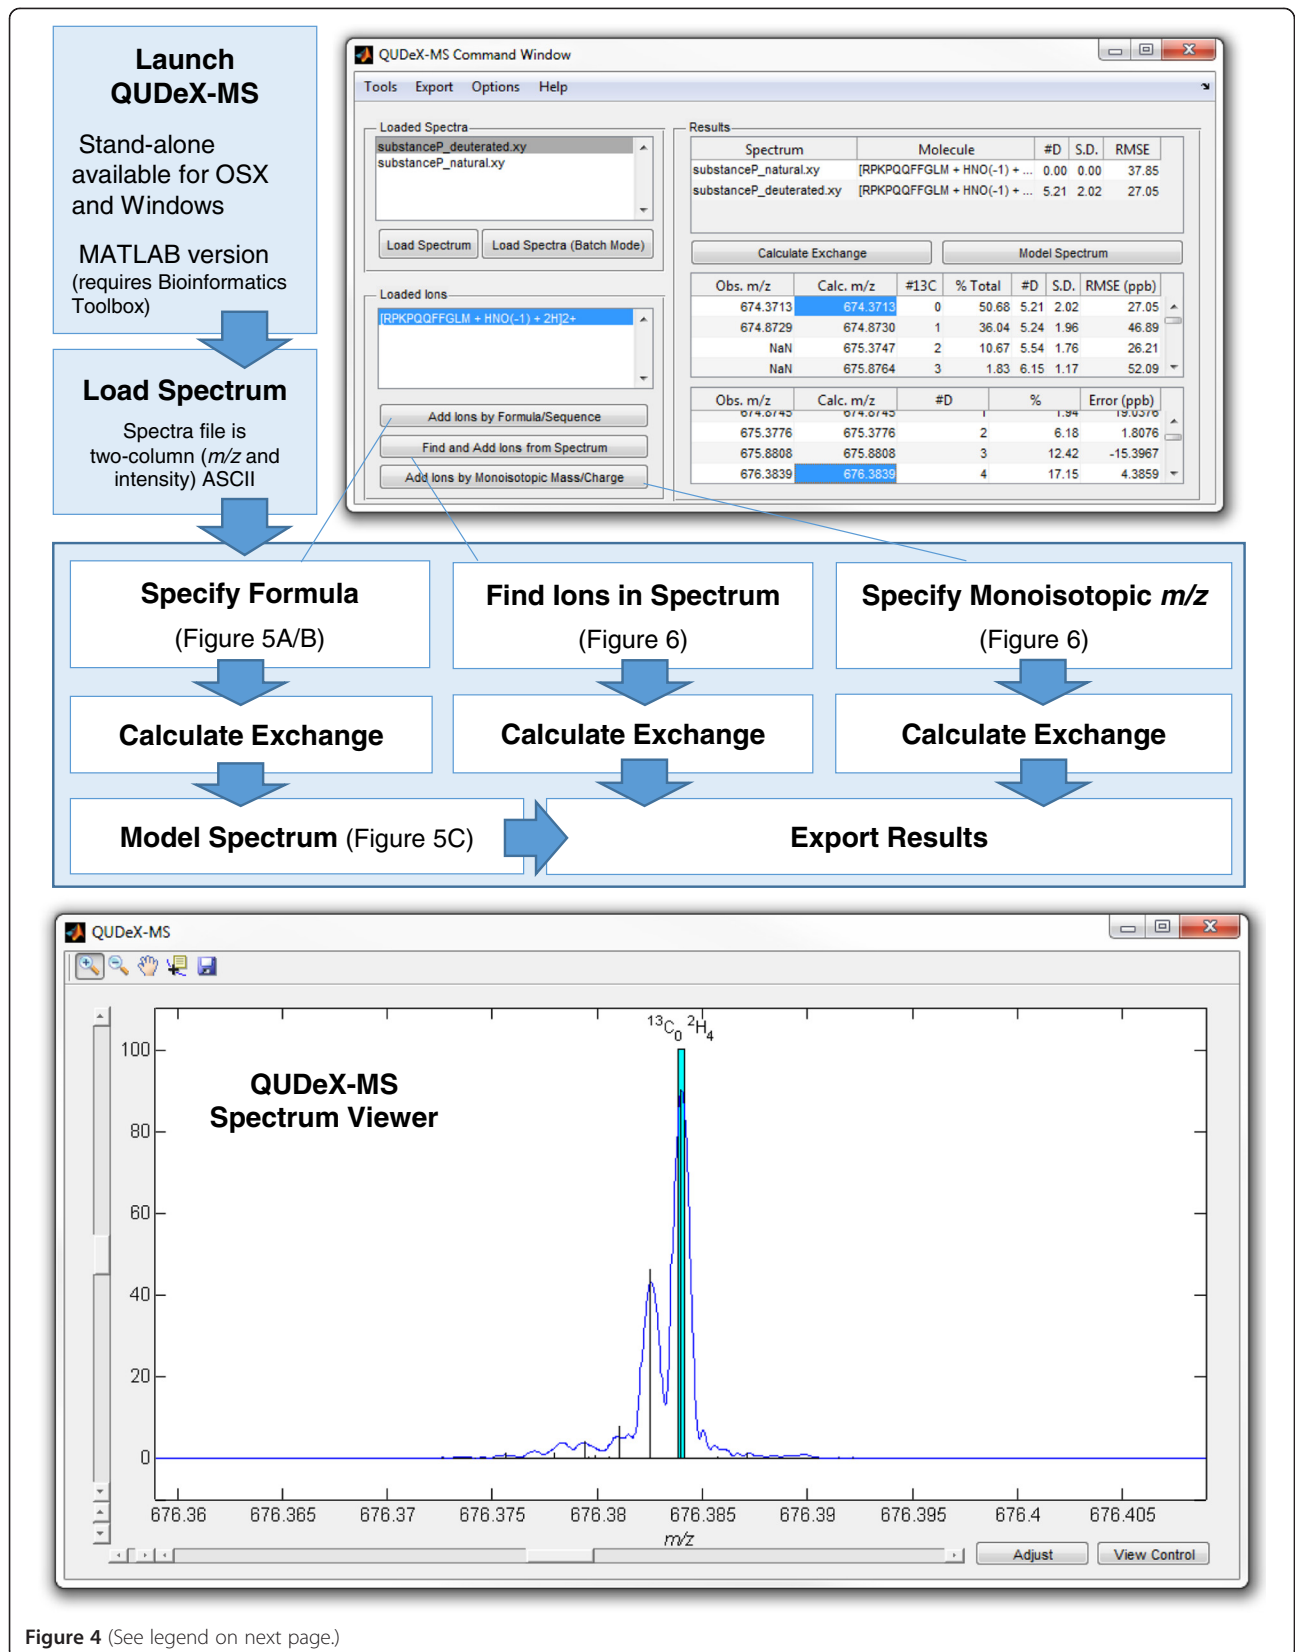 Launch
QUDeX-MS
Stand-alone
available for OSX
and Windows
MATLAB version
(requires Bioinformatics
Toolbox)
Load Spectrum
Spectra file is
two-column (m/z and
intensity) ASCII
QUDeX-MS Command Window
Tools Export Options Help
Loaded Spectra
substanceP_deuterated.xy
substanceP_natural.xy
Load Spectrum Load Spectra (Batch Mode)
Loaded Ions
[RPKPQQFFGLM + HNO(-1) + 2H]2+
Add Ions by Formula/Sequence
Find and Add Ions from Spectrum
Add Ions by Monoisotopic Mass/Charge
Results
Spectrum Molecule #D S.D. RMSE
substanceP_natural.xy [RPKPQQFFGLM + HNO(-1) + ... 0.00 0.00 37.85
substanceP_deuterated.xy [RPKPQQFFGLM + HNO(-1) + ... 5.21 2.02 27.05
Calculate Exchange Model Spectrum
Obs. m/z Calc. m/z #13C % Total #D S.D. RMSE (ppb)
674.3713 674.3713 0 50.68 5.21 2.02 27.05
674.8729 674.8730 1 36.04 5.24 1.96 46.89
NaN 675.3747 2 10.67 5.54 1.76 26.21
NaN 675.8764 3 1.83 6.15 1.17 52.09
Obs. m/z Calc. m/z #D % Error (ppb)
674.8745 674.8745 1 1.94 19.0376
675.3776 675.3776 2 6.18 1.8076
675.8808 675.8808 3 12.42 -15.3967
676.3839 676.3839 4 17.15 4.3859
Specify Formula
(Figure 5A/B)
Find Ions in Spectrum
(Figure 6)
Specify Monoisotopic m/z
(Figure 6)
Calculate Exchange
Calculate Exchange
Calculate Exchange
Model Spectrum (Figure 5C)
Export Results
QUDeX-MS
¹³C₀ ²H₄
QUDeX-MS
Spectrum Viewer
100
80
60
40
20
0
676.36 676.365 676.37 676.375 676.38 676.385 676.39 676.395 676.4 676.405
m/z
Adjust View Control
Figure 4 (See legend on next page.)